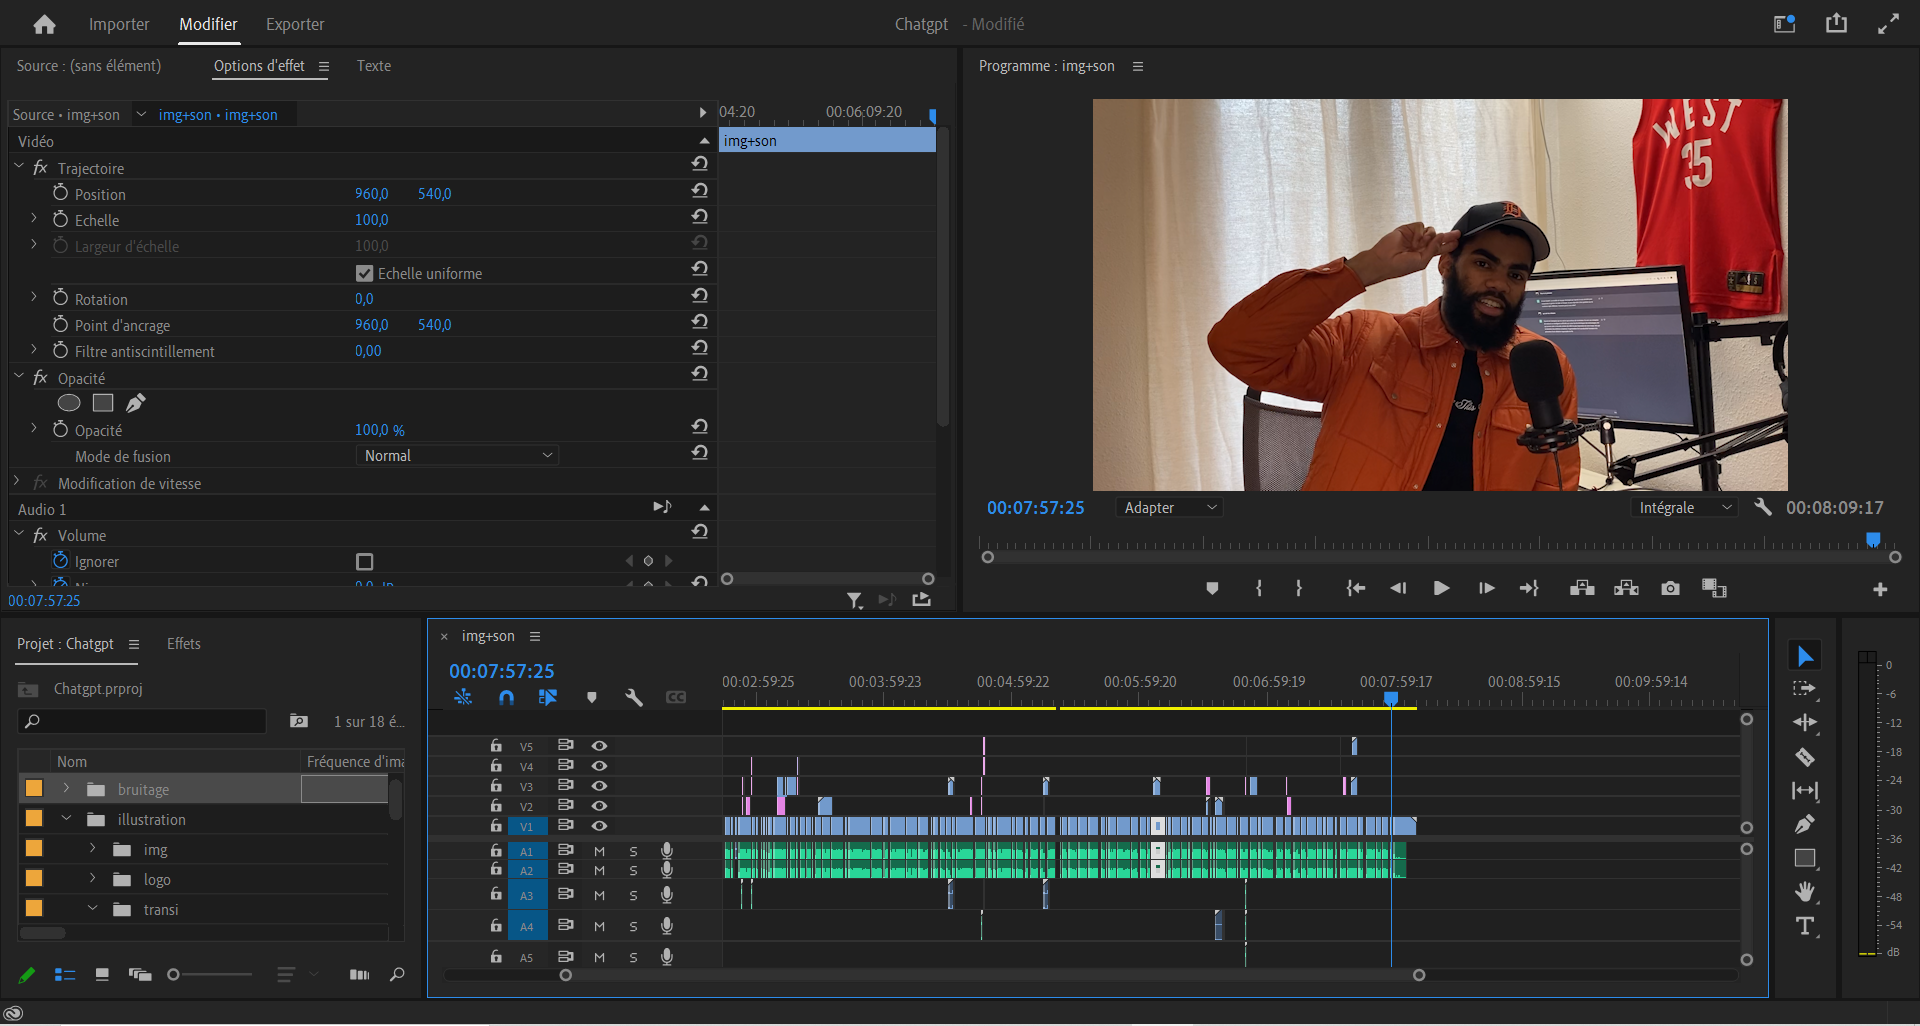 Importer Modifier Exporter Chatgpt - Modifié
Source : (sans élément) Options d'effet Texte
Source • img+son img+son • img+son 04:20 00:06:09:20
Vidéo img+son
fx Trajectoire
Position 960,0 540,0
Echelle 100,0
Largeur d'échelle 100,0
Echelle uniforme
Rotation 0,0
Point d'ancrage 960,0 540,0
Filtre antiscintillement 0,00
fx Opacité
Opacité 100,0 %
Mode de fusion Normal
fx Modification de vitesse
Audio 1
fx Volume
Ignorer
00:07:57:25
Programme : img+son
WEST
35
00:07:57:25 Adapter Intégrale 00:08:09:17
Projet : Chatgpt Effets
Chatgpt.prproj
1 sur 18 é...
Nom Fréquence d'ima
bruitage
illustration
img
logo
transi
× img+son
00:07:57:25
00:02:59:25 00:03:59:23 00:04:59:22 00:05:59:20 00:06:59:19 00:07:59:17 00:08:59:15 00:09:59:14
CC
V5
V4
V3
V2
V1
A1 M S
A2 M S
A3 M S
A4 M S
A5 M S
T
0
-6
-12
-18
-24
-30
-36
-42
-48
-54
dB